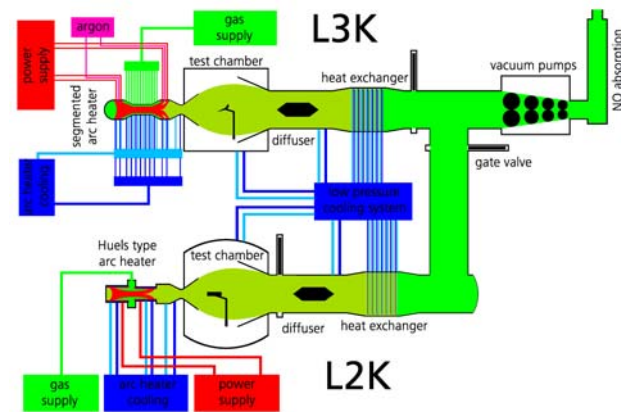 argon
gas
supply
L3K
power
supply
test chamber
heat exchanger
vacuum pumps
NO absorption
segmented
arc heater
diffuser
gate valve
arc heater
cooling
low pressure
cooling system
Huels type
arc heater
test chamber
diffuser
heat exchanger
gas
supply
arc heater
cooling
power
supply
L2K